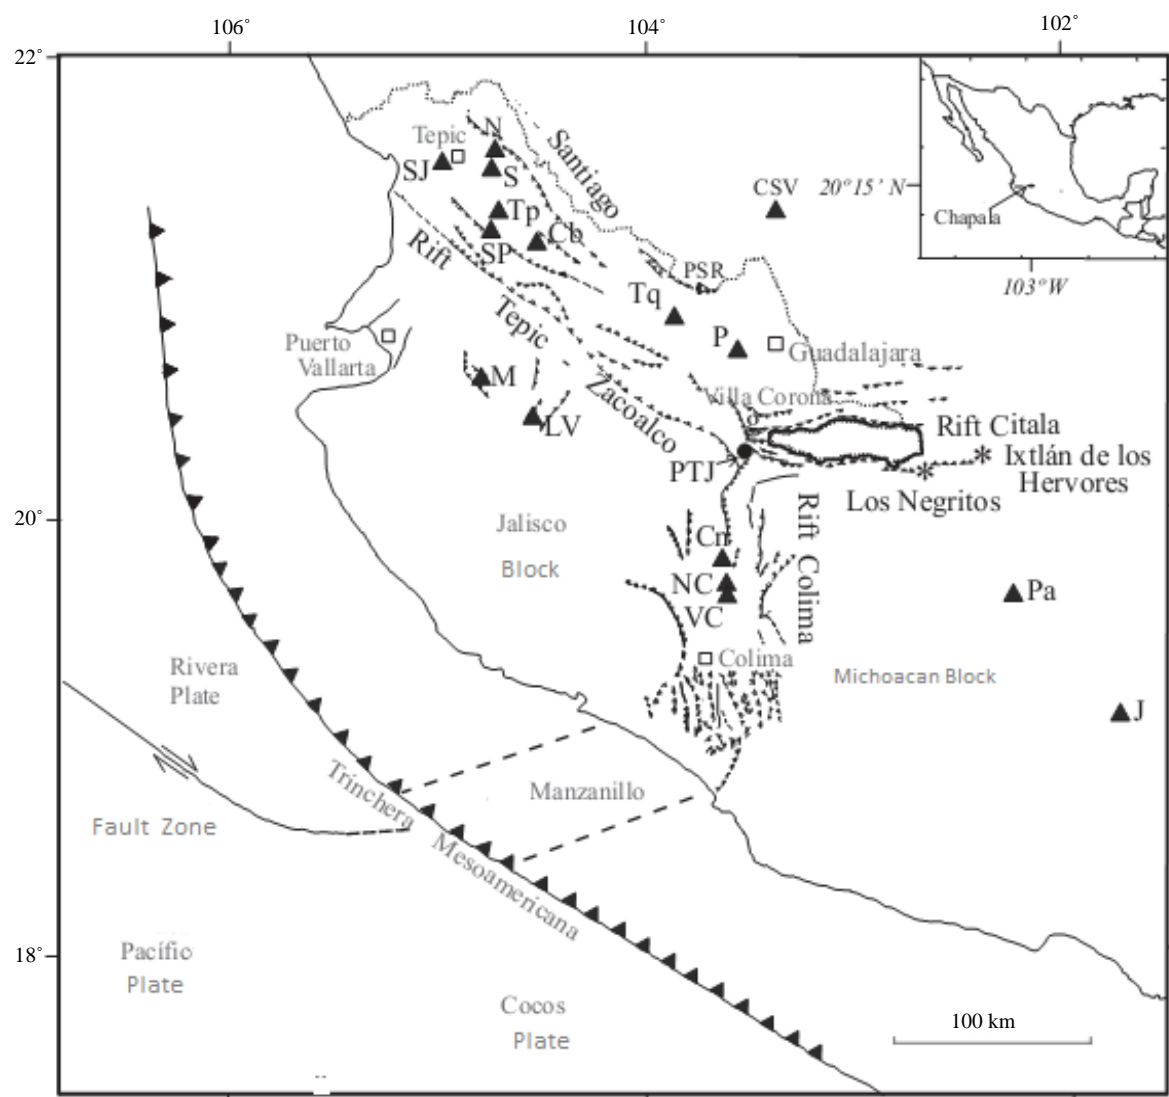 106°
104°
102°
22°
20°
18°
N
Tepic
SJ
S
Santiago
CSV
20°15' N
Chapala
103°W
Tp
Cb
SP
Rift
PSR
Tq
Tepic
P
Guadalajara
Puerto
Vallarta
M
Zacoalco
Villa Corona
LV
Rift Citala
Ixtlán de los
Hervores
PTJ
Los Negritos
Jalisco
Block
Cn
Rift Colima
NC
VC
Pa
Colima
Michoacan Block
Rivera
Plate
J
Trinchera
Mesoamericana
Manzanillo
Fault Zone
Pacífic
Plate
Cocos
Plate
100 km